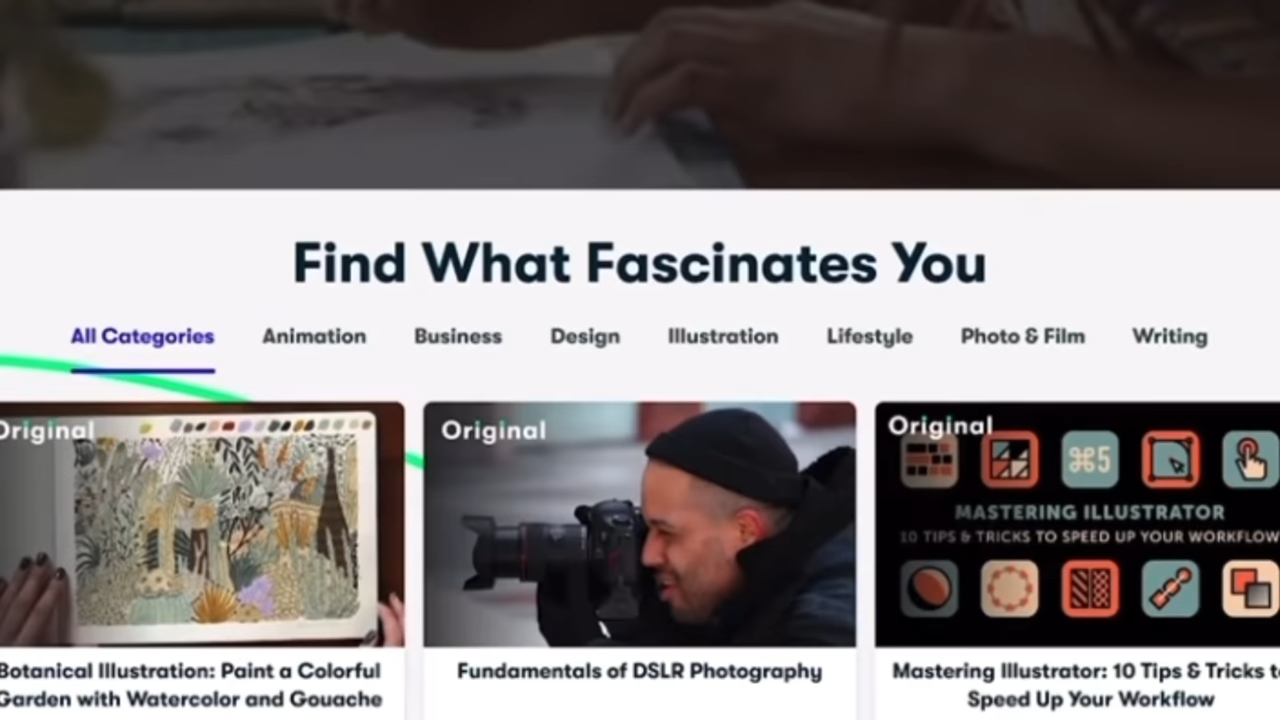 Find What Fascinates You
All Categories Animation Business Design Illustration Lifestyle Photo & Film Writing
Original Original Original
⌘5
MASTERING ILLUSTRATOR
10 TIPS & TRICKS TO SPEED UP YOUR WORKFLOW
Botanical Illustration: Paint a Colorful
Garden with Watercolor and Gouache
Fundamentals of DSLR Photography
Mastering Illustrator: 10 Tips & Tricks to
Speed Up Your Workflow